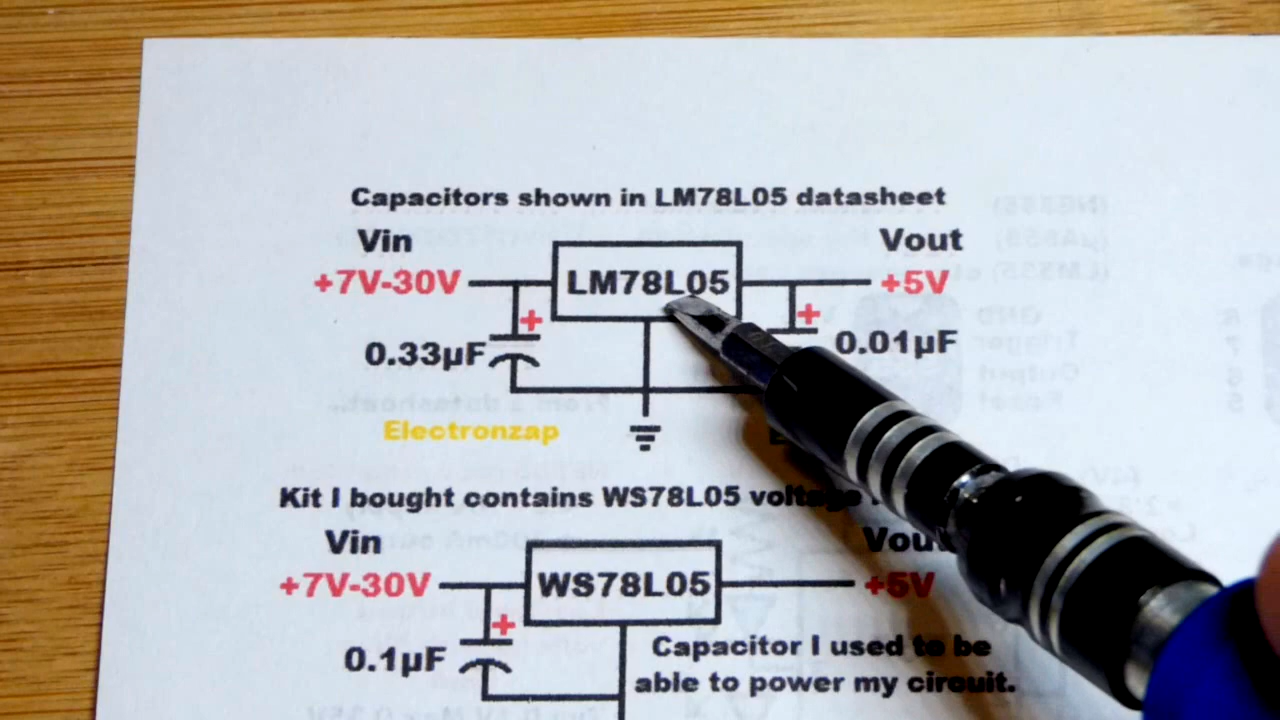 Capacitors shown in LM78L05 datasheet
Vin
Vout
+7V-30V
LM78L05
+5V
+
+
0.33µF
0.01µF
Electronzap
Kit I bought contains WS78L05
Vin
+7V-30V
WS78L05
+5V
+
0.1µF
Capacitor I used to be
able to power my circuit.